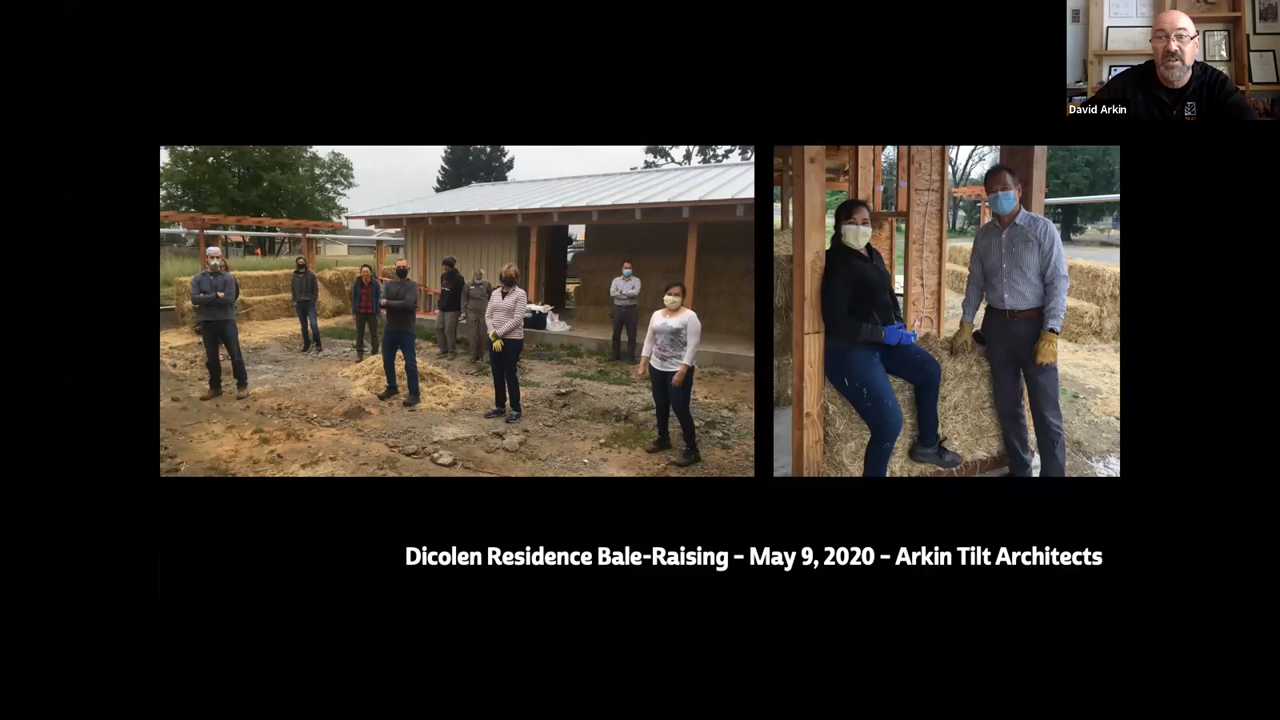 David Arkin
Dicolen Residence Bale-Raising – May 9, 2020 – Arkin Tilt Architects